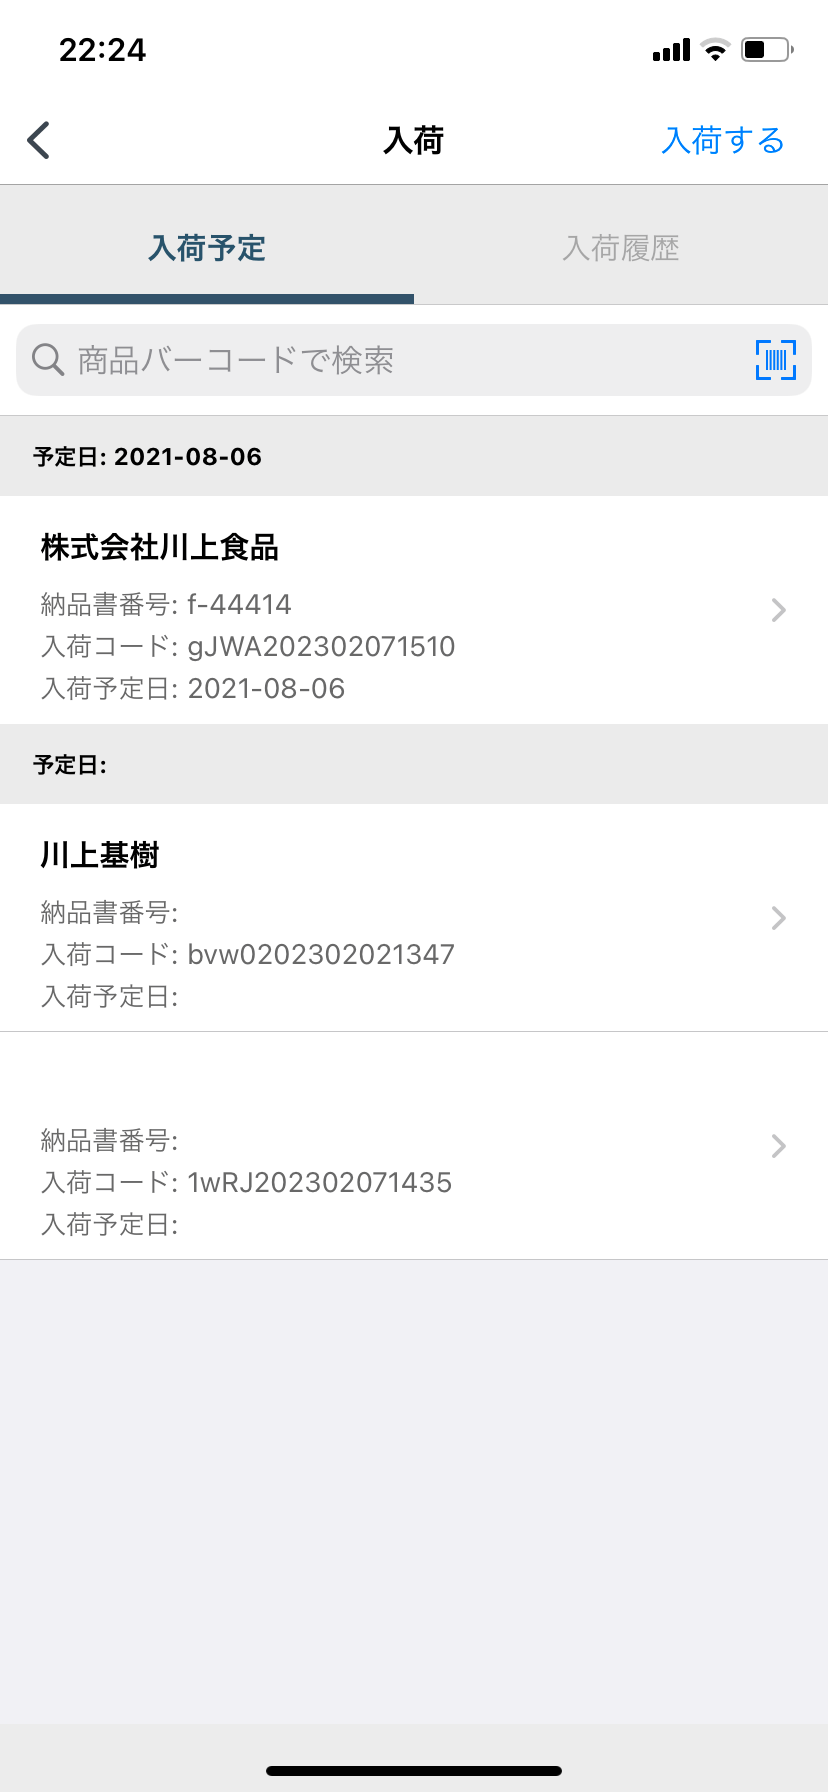 22:24
入荷
入荷する
入荷予定
入荷履歴
商品バーコードで検索
予定日: 2021-08-06
株式会社川上食品
納品書番号: f-44414
入荷コード: gJWA202302071510
入荷予定日: 2021-08-06
予定日:
川上基樹
納品書番号:
入荷コード: bvw0202302021347
入荷予定日:
納品書番号:
入荷コード: 1wRJ202302071435
入荷予定日: